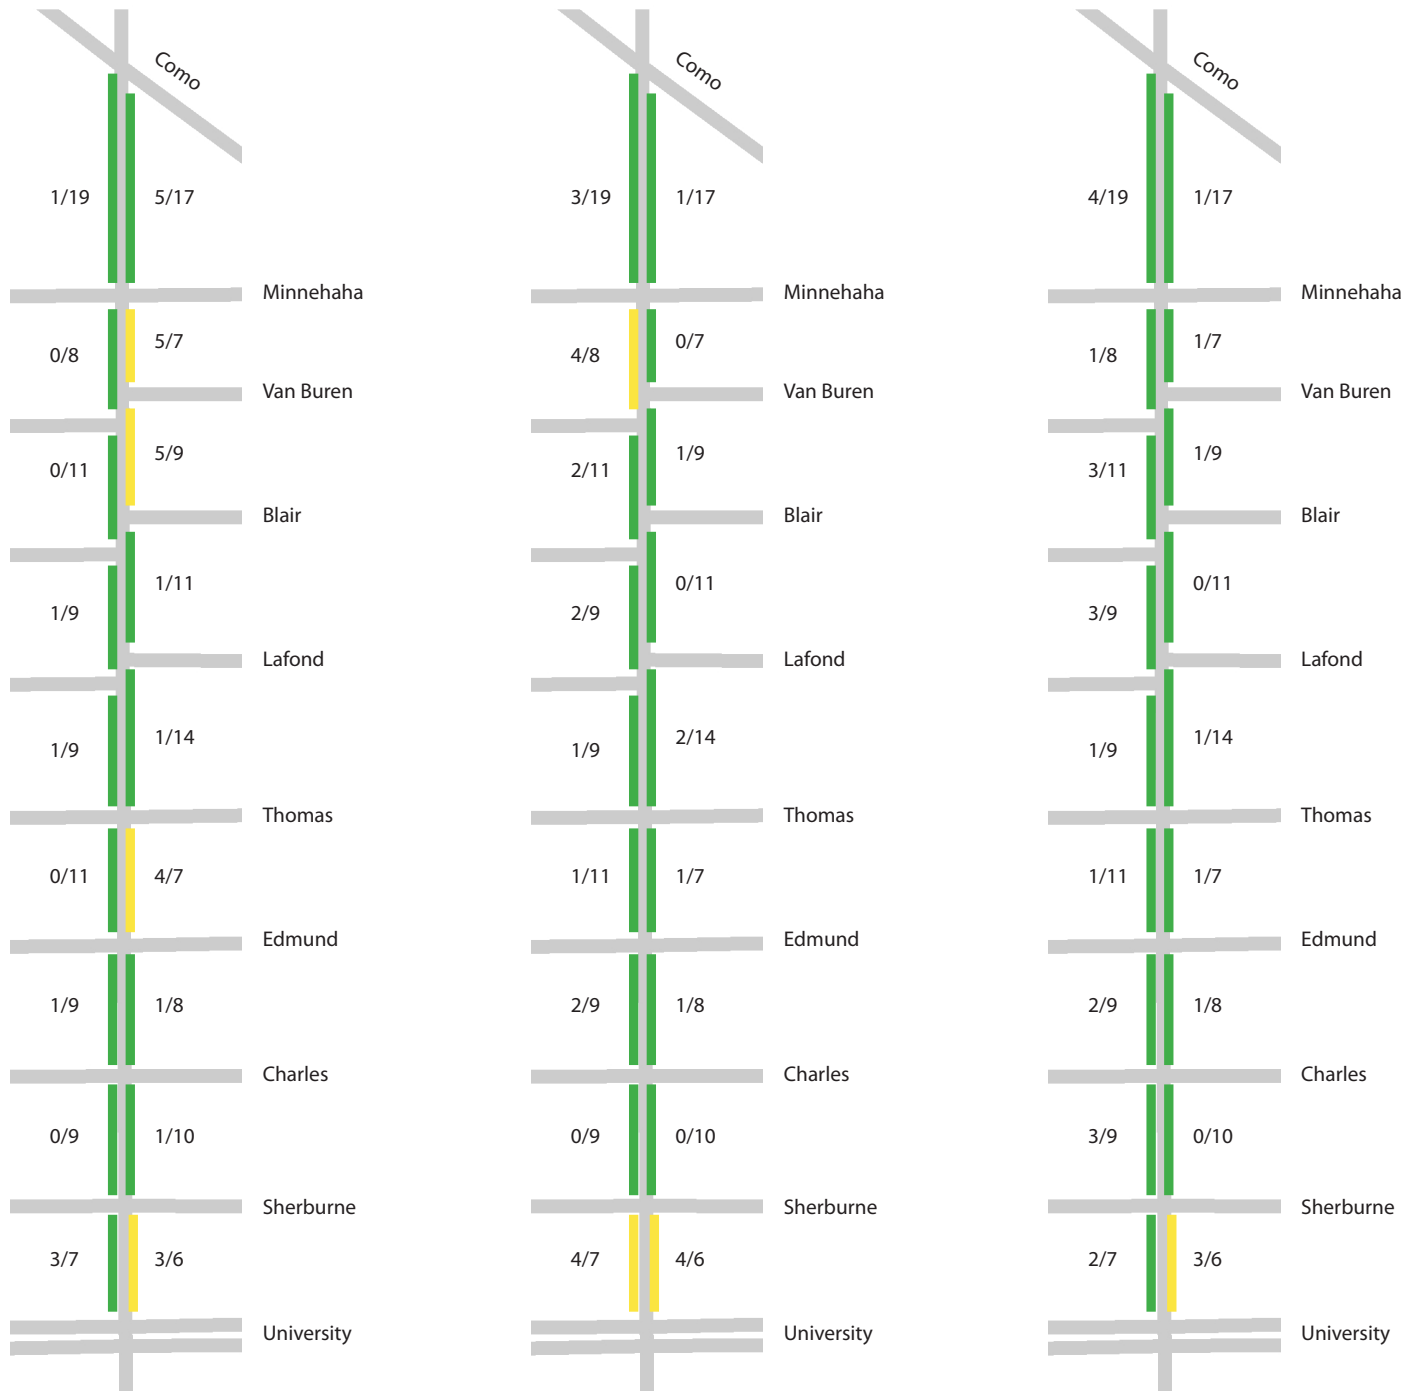 Como
1/19
5/17
Minnehaha
0/8
5/7
Van Buren
0/11
5/9
Blair
1/9
1/11
Lafond
1/9
1/14
Thomas
0/11
4/7
Edmund
1/9
1/8
Charles
0/9
1/10
Sherburne
3/7
3/6
University
Como
3/19
1/17
Minnehaha
4/8
0/7
Van Buren
2/11
1/9
Blair
2/9
0/11
Lafond
1/9
2/14
Thomas
1/11
1/7
Edmund
2/9
1/8
Charles
0/9
0/10
Sherburne
4/7
4/6
University
Como
4/19
1/17
Minnehaha
1/8
1/7
Van Buren
3/11
1/9
Blair
3/9
0/11
Lafond
1/9
1/14
Thomas
1/11
1/7
Edmund
2/9
1/8
Charles
3/9
0/10
Sherburne
2/7
3/6
University